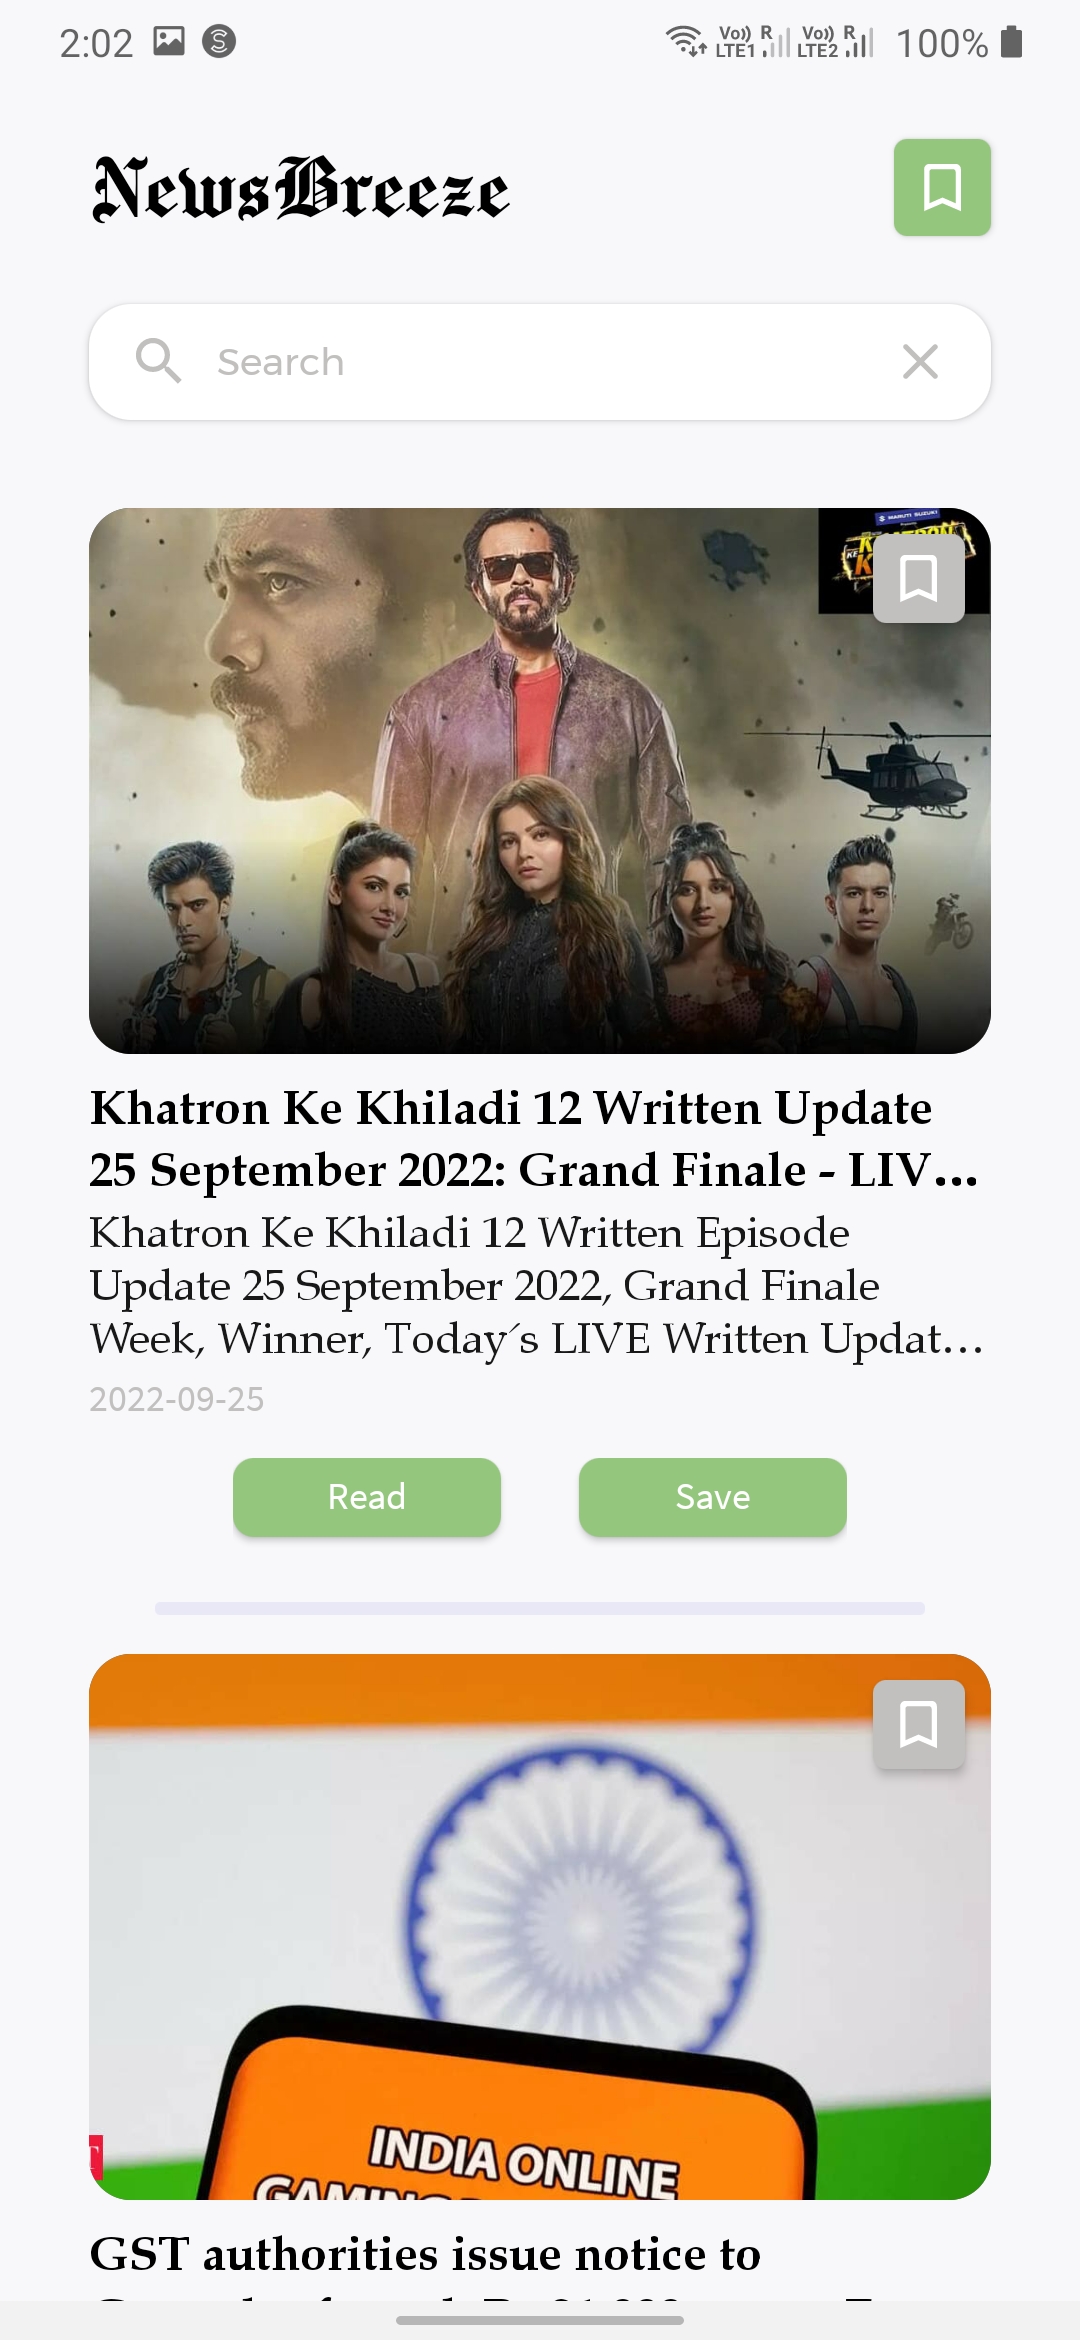 2:02
Vo)) R Vo)) R
LTE1 LTE2
100%
NewsBreeze
Search
MARUTI SUZUKI
Khatron Ke Khiladi 12 Written Update
25 September 2022: Grand Finale - LIV...
Khatron Ke Khiladi 12 Written Episode
Update 25 September 2022, Grand Finale
Week, Winner, Today´s LIVE Written Updat...
2022-09-25
Read Save
INDIA ONLINE
GST authorities issue notice to